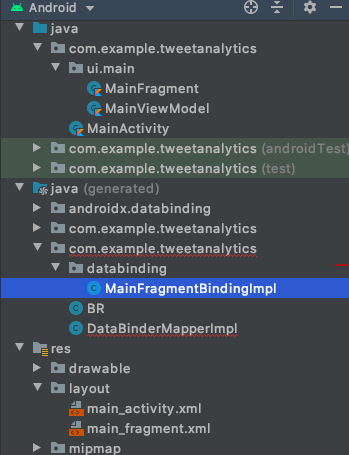 Android
java
com.example.tweetanalytics
ui.main
MainFragment
MainViewModel
MainActivity
com.example.tweetanalytics (androidTest)
com.example.tweetanalytics (test)
java (generated)
androidx.databinding
com.example.tweetanalytics
com.example.tweetanalytics
databinding
MainFragmentBindingImpl
BR
DataBinderMapperImpl
res
drawable
layout
main_activity.xml
main_fragment.xml
mipmap